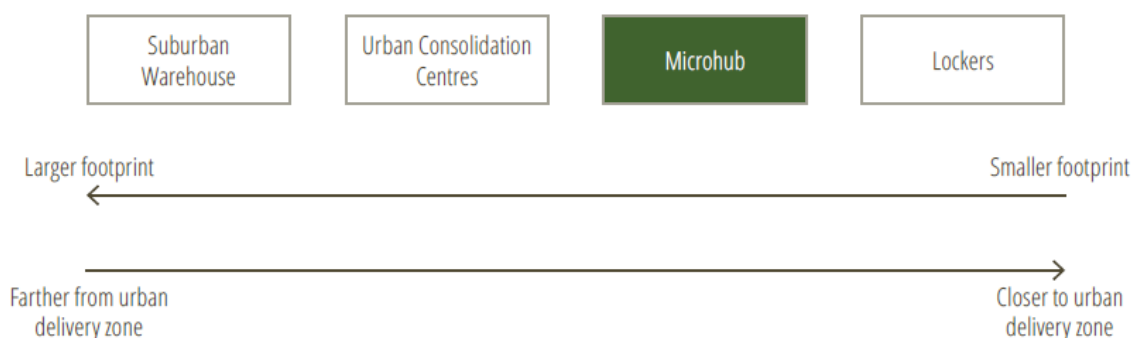 Suburban
Warehouse
Urban Consolidation
Centres
Microhub
Lockers
Larger footprint
Smaller footprint
Farther from urban
delivery zone
Closer to urban
delivery zone